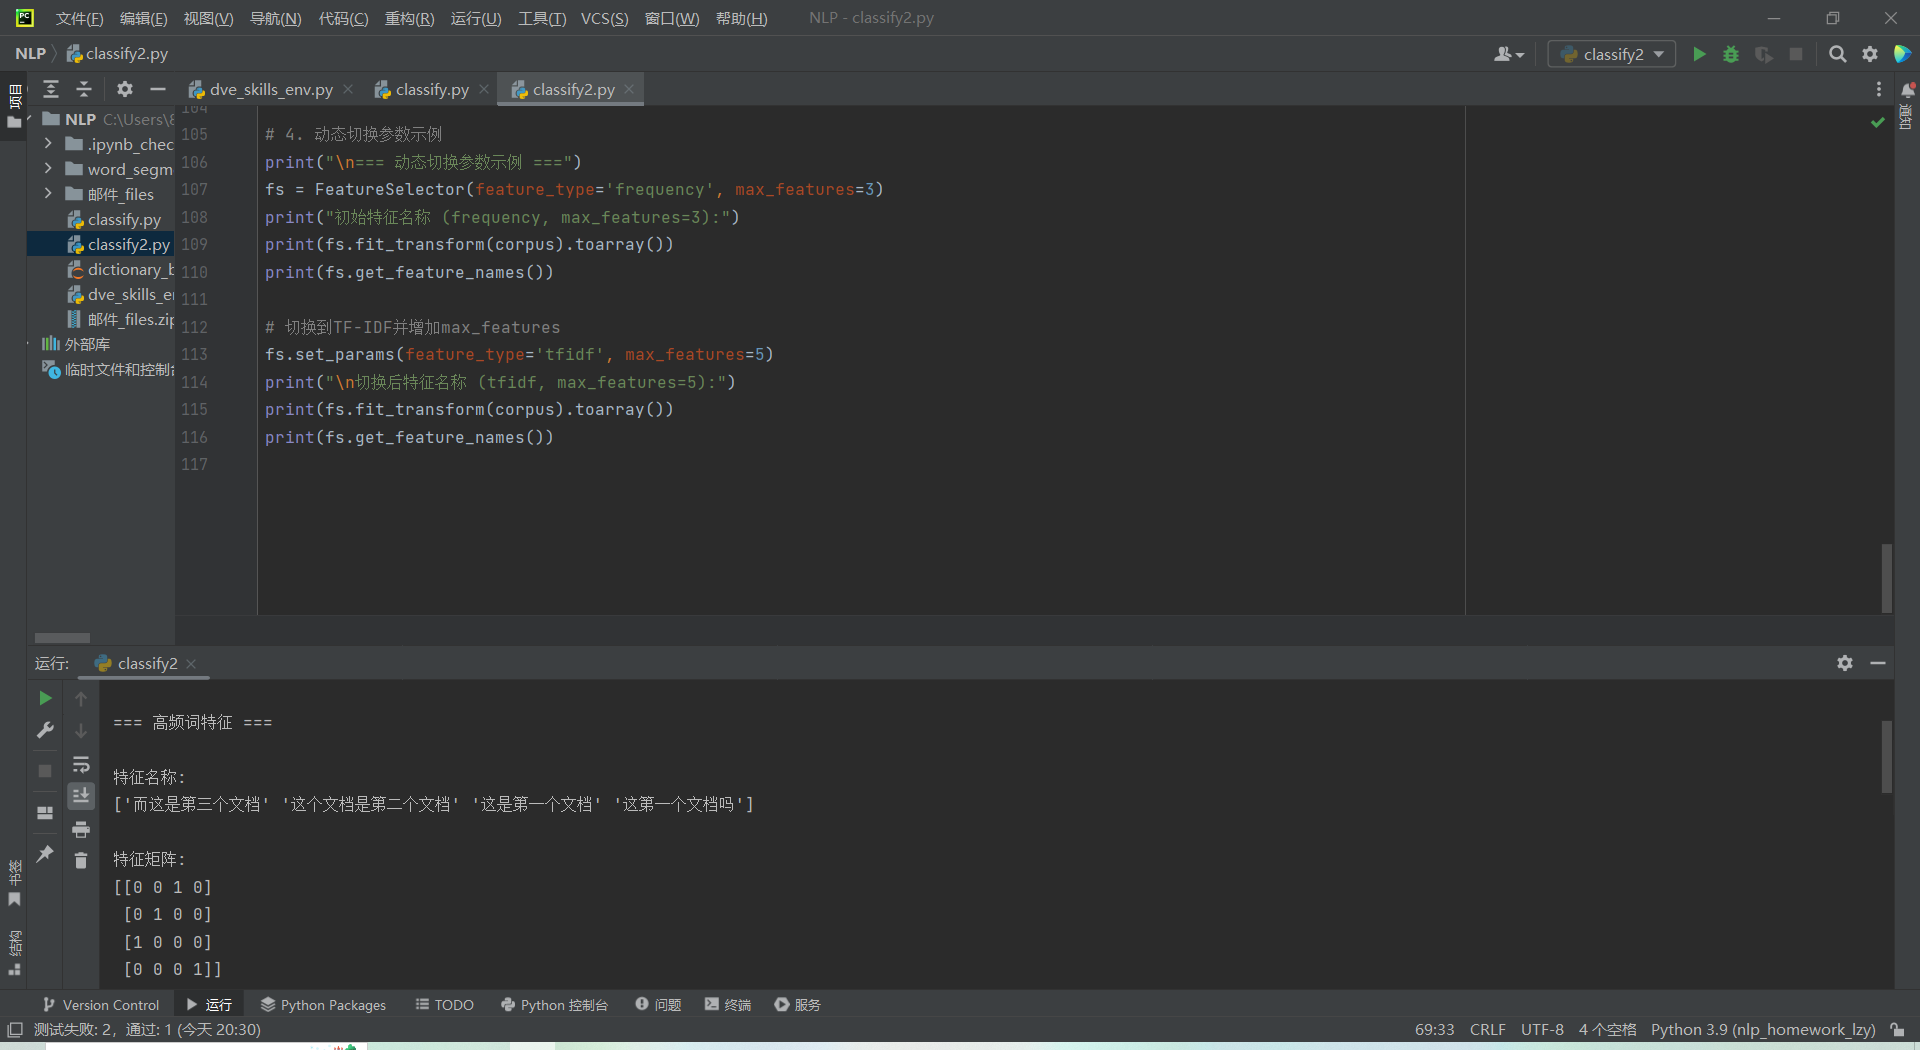 文件(F) 编辑(E) 视图(V) 导航(N) 代码(C) 重构(R) 运行(U) 工具(T) VCS(S) 窗口(W) 帮助(H) NLP - classify2.py
NLP classify2.py classify2
dve_skills_env.py classify.py classify2.py
项目
通知
NLP C:\Users\8
.ipynb_chec
word_segm
邮件_files
classify.py
classify2.py
dictionary_b
dve_skills_e
邮件_files.zip
外部库
临时文件和控制台
104
105 # 4. 动态切换参数示例
106 print("\n=== 动态切换参数示例 ===")
107 fs = FeatureSelector(feature_type='frequency', max_features=3)
108 print("初始特征名称 (frequency, max_features=3):")
109 print(fs.fit_transform(corpus).toarray())
110 print(fs.get_feature_names())
111
112 # 切换到TF-IDF并增加max_features
113 fs.set_params(feature_type='tfidf', max_features=5)
114 print("\n切换后特征名称 (tfidf, max_features=5):")
115 print(fs.fit_transform(corpus).toarray())
116 print(fs.get_feature_names())
117
运行: classify2
=== 高频词特征 ===
特征名称:
['而这是第三个文档' '这个文档是第二个文档' '这是第一个文档' '这第一个文档吗']
特征矩阵:
[[0 0 1 0]
[0 1 0 0]
[1 0 0 0]
[0 0 0 1]]
书签
结构
Version Control 运行 Python Packages TODO Python 控制台 问题 终端 服务
测试失败: 2，通过: 1 (今天 20:30) 69:33 CRLF UTF-8 4 个空格 Python 3.9 (nlp_homework_lzy)